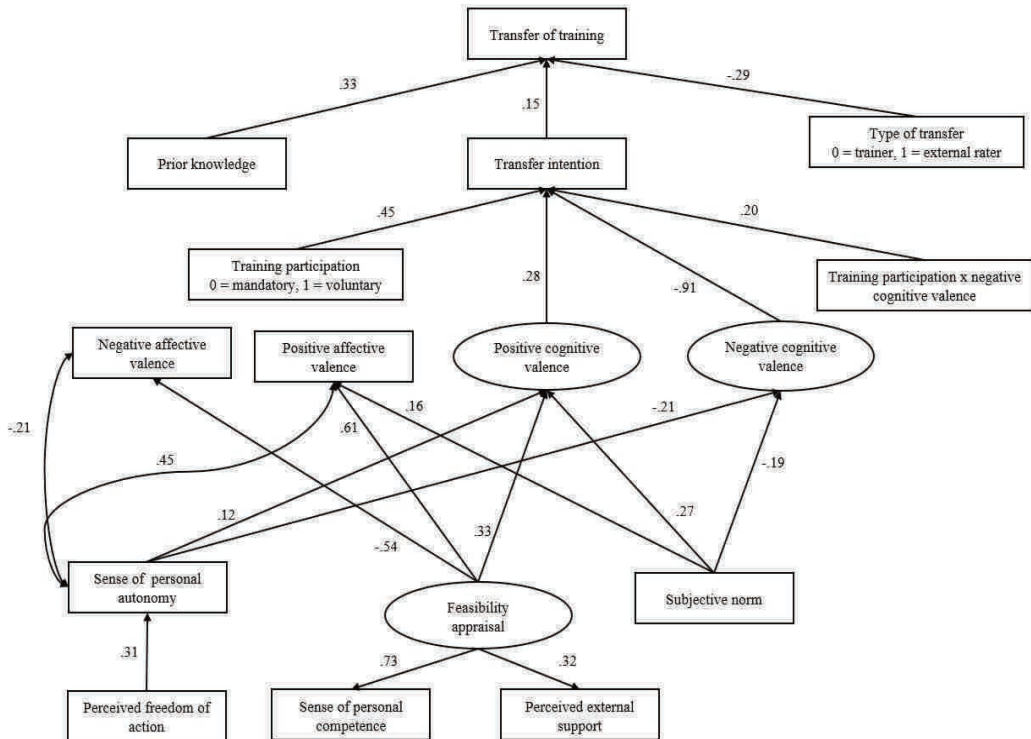 Transfer of training
.33
-.29
.15
Prior knowledge
Transfer intention
Type of transfer
0 = trainer, 1 = external rater
.45
.20
Training participation
0 = mandatory, 1 = voluntary
.28
-.91
Training participation x negative
cognitive valence
Negative affective
valence
Positive affective
valence
Positive cognitive
valence
Negative cognitive
valence
-.21
.45
.61
.16
-.21
-.19
.12
-.54
.33
.27
Sense of personal
autonomy
Feasibility
appraisal
Subjective norm
.31
.73
.32
Perceived freedom of
action
Sense of personal
competence
Perceived external
support